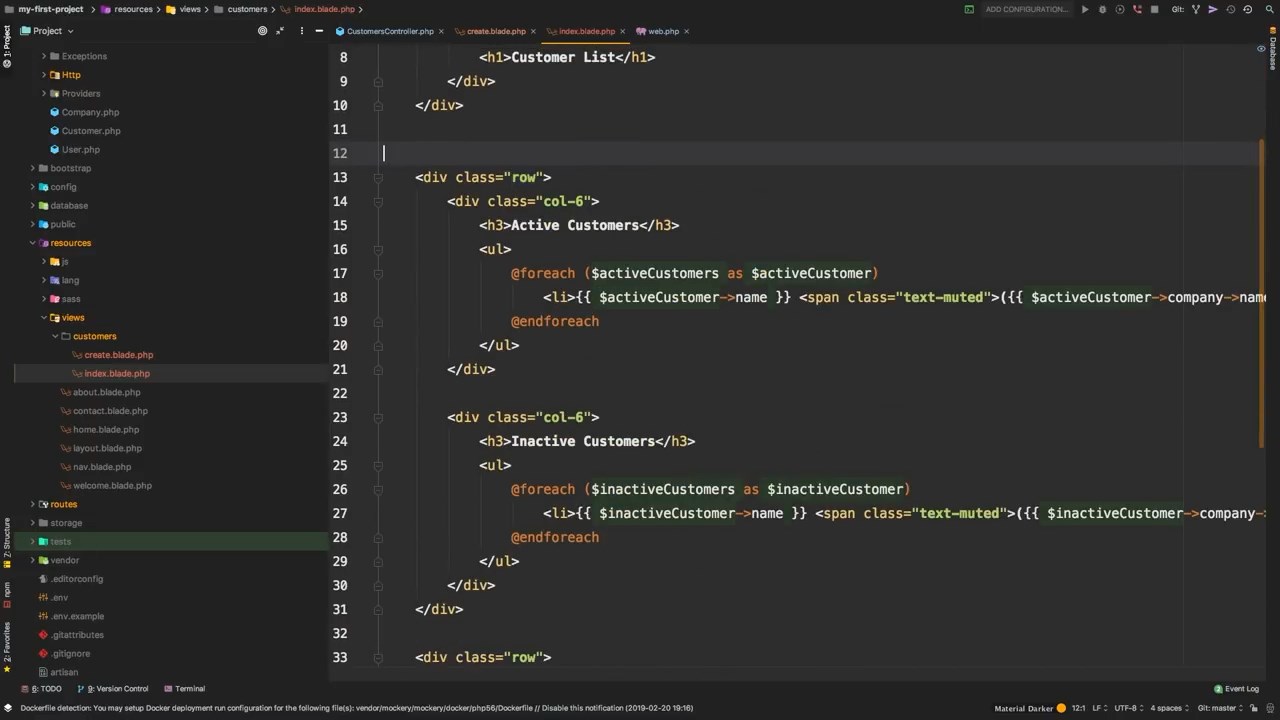 my-first-project > resources > views > customers > index.blade.php >
ADD CONFIGURATION... Git:
Project
CustomersController.php × create.blade.php × index.blade.php × web.php ×
1: Project
Z: Structure
npm
2: Favorites
Exceptions
Http
Providers
Company.php
Customer.php
User.php
bootstrap
config
database
public
resources
js
lang
sass
views
customers
create.blade.php
index.blade.php
about.blade.php
contact.blade.php
home.blade.php
layout.blade.php
nav.blade.php
welcome.blade.php
routes
storage
tests
vendor
.editorconfig
.env
.env.example
.gitattributes
.gitignore
artisan
8 <h1>Customer List</h1>
9 </div>
10 </div>
11
12
13 <div class="row">
14 <div class="col-6">
15 <h3>Active Customers</h3>
16 <ul>
17 @foreach ($activeCustomers as $activeCustomer)
18 <li>{{ $activeCustomer->name }} <span class="text-muted">({{ $activeCustomer->company->name
19 @endforeach
20 </ul>
21 </div>
22
23 <div class="col-6">
24 <h3>Inactive Customers</h3>
25 <ul>
26 @foreach ($inactiveCustomers as $inactiveCustomer)
27 <li>{{ $inactiveCustomer->name }} <span class="text-muted">({{ $inactiveCustomer->company->
28 @endforeach
29 </ul>
30 </div>
31 </div>
32
33 <div class="row">
Database
6: TODO 9: Version Control Terminal
2 Event Log
Dockerfile detection: You may setup Docker deployment run configuration for the following file(s): vendor/mockery/mockery/docker/php56/Dockerfile // Disable this notification (2019-02-20 19:16)
Material Darker 12:1 LF UTF-8 4 spaces Git: master